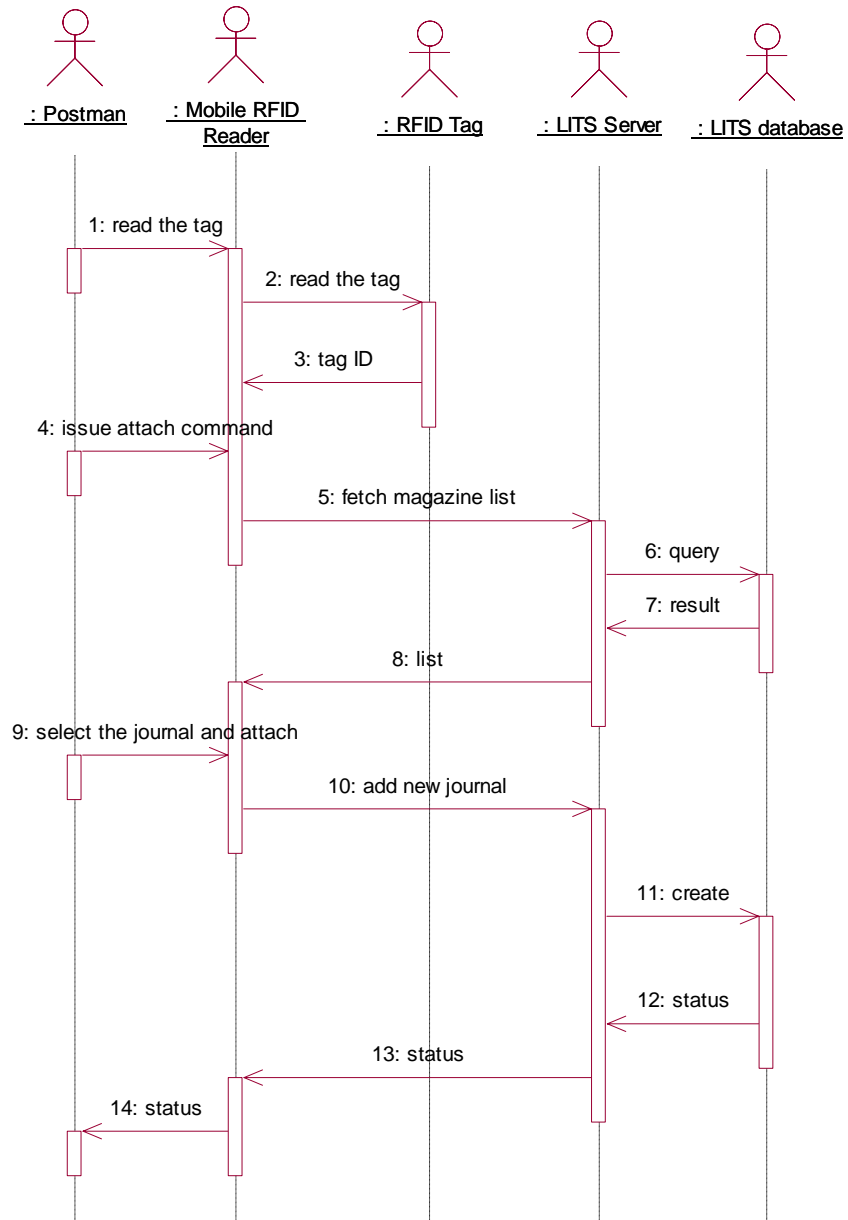 : Postman
: Mobile RFID
Reader
: RFID Tag
: LITS Server
: LITS database
1: read the tag
2: read the tag
3: tag ID
4: issue attach command
5: fetch magazine list
6: query
7: result
8: list
9: select the journal and attach
10: add new journal
11: create
12: status
13: status
14: status